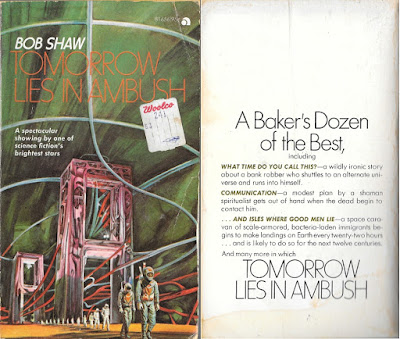 BOB SHAW
TOMORROW
LIES IN AMBUSH
A spectacular
showing by one of
science fiction's
brightest stars
Woolco
A Baker's Dozen
of the Best,
including
WHAT TIME DO YOU CALL THIS?—a wildly ironic story
about a bank robber who shuttles to an alternate uni-
verse and runs into himself.
COMMUNICATION—a modest plan by a shaman
spiritualist gets out of hand when the dead begin to
contact him.
. . . AND ISLES WHERE GOOD MEN LIE—a space cara-
van of scale-armored, bacteria-laden immigrants be-
gins to make landings on Earth every twenty-two hours
. . . and is likely to do so for the next twelve centuries.
And many more in which
TOMORROW
LIES IN AMBUSH